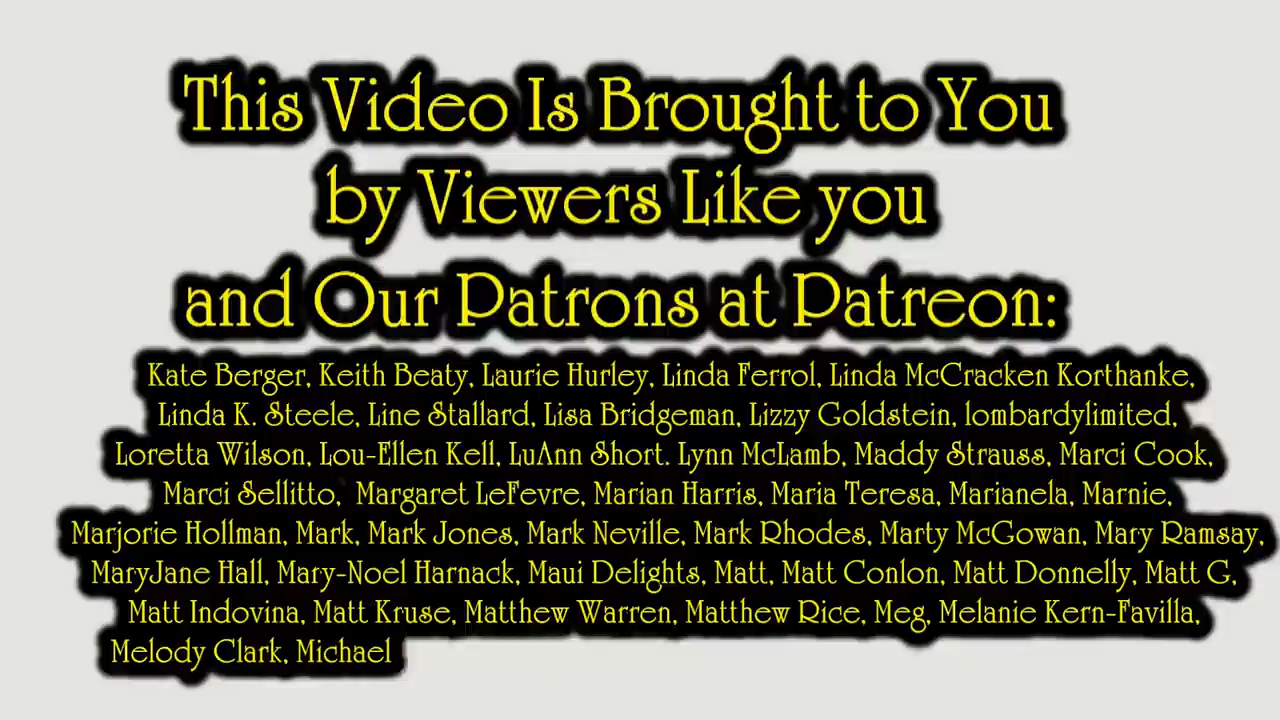 This Video Is Brought to You
by Viewers Like you
and Our Patrons at Patreon:
Kate Berger, Keith Beaty, Laurie Hurley, Linda Ferrol, Linda McCracken Korthanke,
Linda K. Steele, Line Stallard, Lisa Bridgeman, Lizzy Goldstein, lombardylimited,
Loretta Wilson, Lou-Ellen Kell, LuAnn Short. Lynn McLamb, Maddy Strauss, Marci Cook,
Marci Sellitto, Margaret LeFevre, Marian Harris, Maria Teresa, Marianela, Marnie,
Marjorie Hollman, Mark, Mark Jones, Mark Neville, Mark Rhodes, Marty McGowan, Mary Ramsay,
MaryJane Hall, Mary-Noel Harnack, Maui Delights, Matt, Matt Conlon, Matt Donnelly, Matt G,
Matt Indovina, Matt Kruse, Matthew Warren, Matthew Rice, Meg, Melanie Kern-Favilla,
Melody Clark, Michael